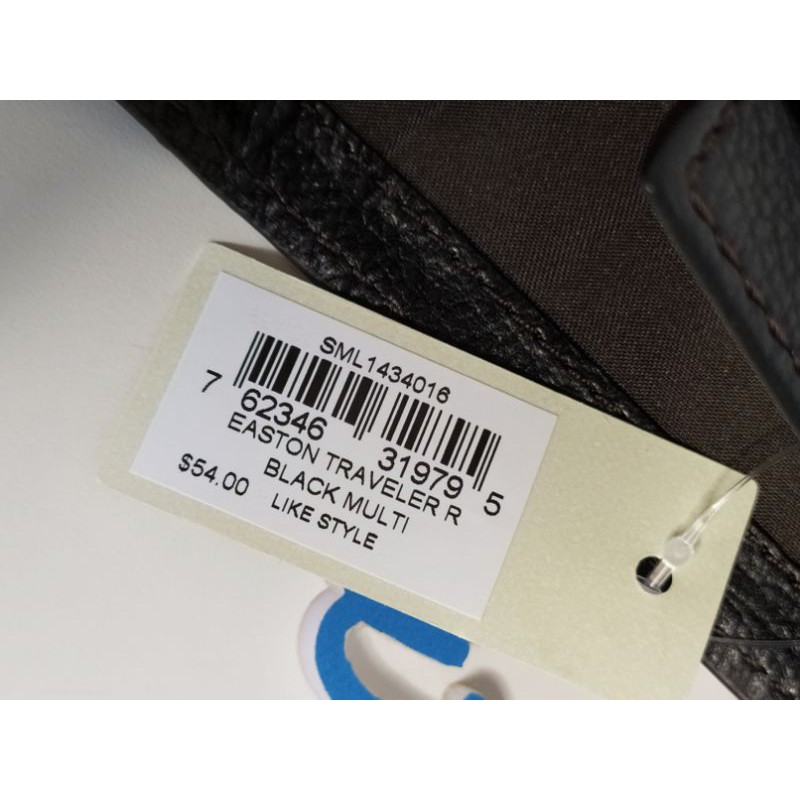 SML1434016
7 62346 31979 5
EASTON TRAVELER R
BLACK MULTI
$54.00 LIKE STYLE